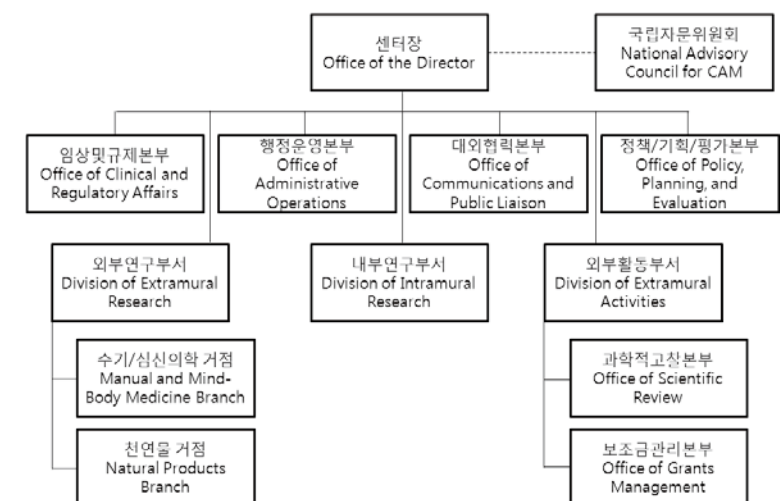 센터장
Office of the Director
국립자문위원회
National Advisory
Council for CAM
임상및규제본부
Office of Clinical and
Regulatory Affairs
행정운영본부
Office of
Administrative
Operations
대외협력본부
Office of
Communications and
Public Liaison
정책/기획/평가본부
Office of Policy,
Planning, and
Evaluation
외부연구부서
Division of Extramural
Research
내부연구부서
Division of Intramural
Research
외부활동부서
Division of Extramural
Activities
수기/심신의학 거점
Manual and Mind-
Body Medicine Branch
과학적고찰본부
Office of Scientific
Review
천연물 거점
Natural Products
Branch
보조금관리본부
Office of Grants
Management